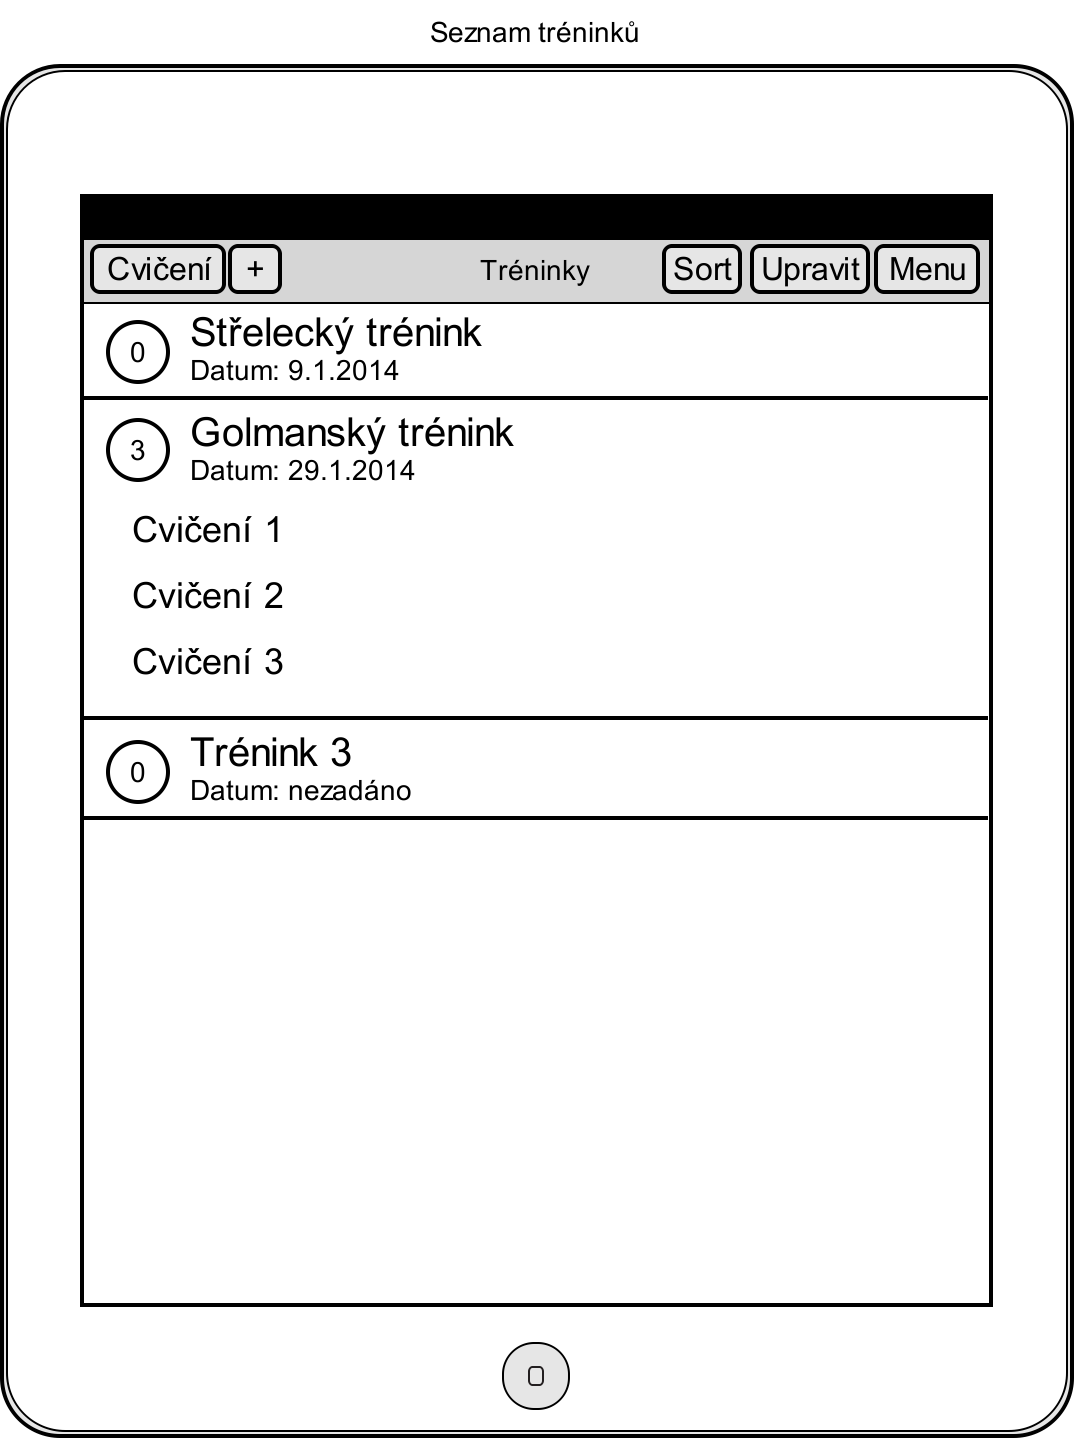 Seznam tréninků
Cvičení + Tréninky Sort Upravit Menu
0 Střelecký trénink
Datum: 9.1.2014
3 Golmanský trénink
Datum: 29.1.2014
Cvičení 1
Cvičení 2
Cvičení 3
0 Trénink 3
Datum: nezadáno